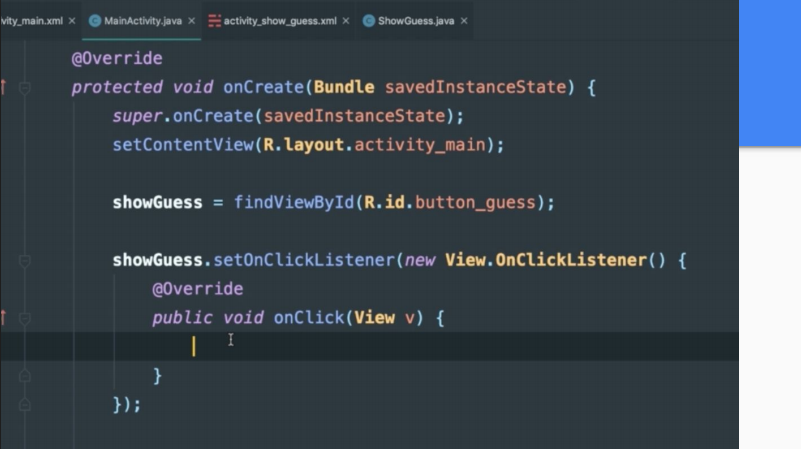 vity_main.xml × MainActivity.java × activity_show_guess.xml × ShowGuess.java ×
@Override
protected void onCreate(Bundle savedInstanceState) {
super.onCreate(savedInstanceState);
setContentView(R.layout.activity_main);
showGuess = findViewById(R.id.button_guess);
showGuess.setOnClickListener(new View.OnClickListener() {
@Override
public void onClick(View v) {
}
});